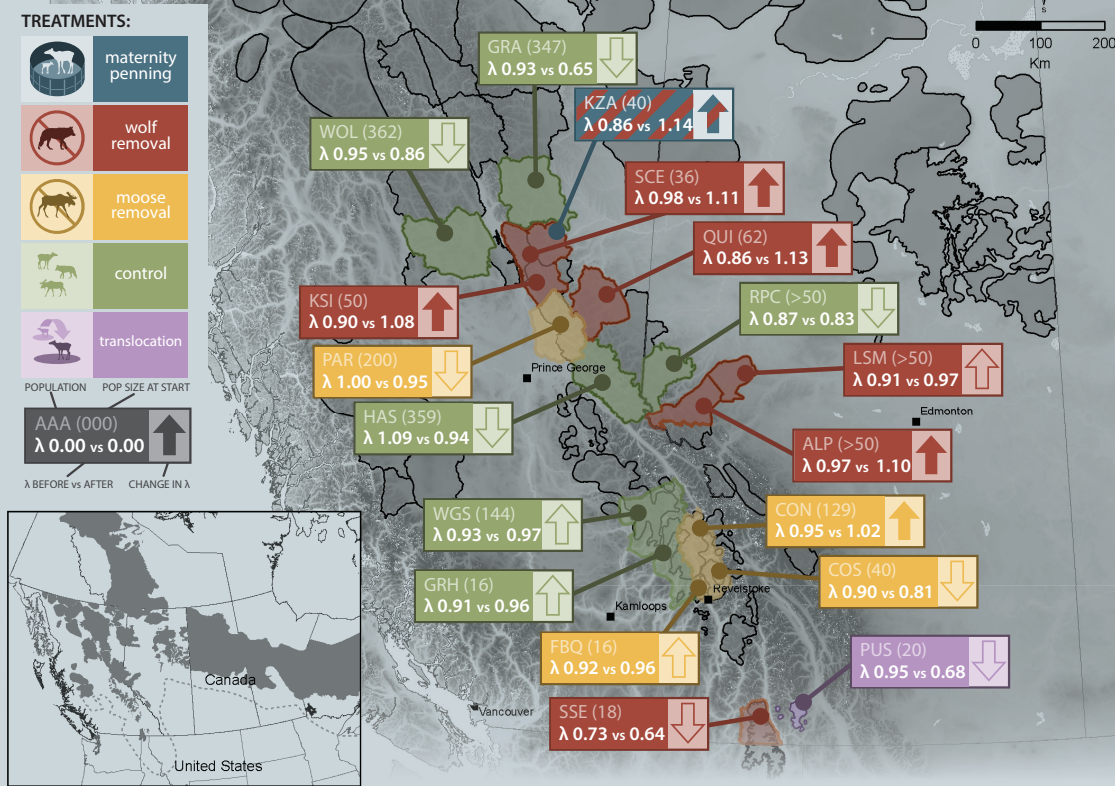 TREATMENTS:
maternity
penning
wolf
removal
moose
removal
control
translocation
POPULATION
POP SIZE AT START
AAA (000)
λ 0.00 vs 0.00
λ BEFORE vs AFTER
CHANGE IN λ
s
0 100 200
Km
GRA (347)
λ 0.93 vs 0.65
KZA (40)
λ 0.86 vs 1.14
WOL (362)
λ 0.95 vs 0.86
SCE (36)
λ 0.98 vs 1.11
QUI (62)
λ 0.86 vs 1.13
KSI (50)
λ 0.90 vs 1.08
RPC (>50)
λ 0.87 vs 0.83
PAR (200)
λ 1.00 vs 0.95
Prince George
LSM (>50)
λ 0.91 vs 0.97
HAS (359)
λ 1.09 vs 0.94
Edmonton
ALP (>50)
λ 0.97 vs 1.10
WGS (144)
λ 0.93 vs 0.97
CON (129)
λ 0.95 vs 1.02
GRH (16)
λ 0.91 vs 0.96
COS (40)
λ 0.90 vs 0.81
Revelstoke
Kamloops
FBQ (16)
λ 0.92 vs 0.96
PUS (20)
λ 0.95 vs 0.68
SSE (18)
λ 0.73 vs 0.64
Vancouver
Canada
United States